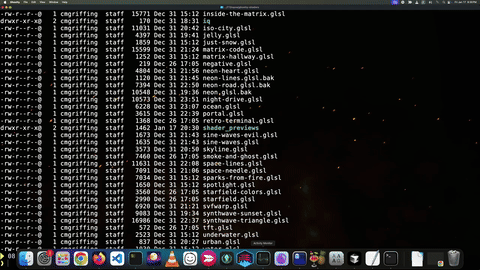 -rw-r--r--@ 1 cmgriffing staff 15771 Dec 31 15:12 inside-the-matrix.glsl
drwxr-xr-x@ 2 cmgriffing staff 170 Dec 31 18:31 iq
-rw-r--r--@ 1 cmgriffing staff 11031 Dec 31 20:42 iso-city.glsl
-rw-r--r--@ 1 cmgriffing staff 4397 Dec 31 19:41 jelly.glsl
-rw-r--r--@ 1 cmgriffing staff 1859 Dec 31 15:12 just-snow.glsl
-rw-r--r--@ 1 cmgriffing staff 15599 Dec 31 21:24 matrix-code.glsl
-rw-r--r--@ 1 cmgriffing staff 1252 Dec 31 15:12 matrix-hallway.glsl
-rw-r--r--@ 1 cmgriffing staff 219 Dec 26 17:05 negative.glsl
-rw-r--r--@ 1 cmgriffing staff 4804 Dec 31 21:56 neon-heart.glsl
-rw-r--r--@ 1 cmgriffing staff 1120 Dec 31 21:45 neon-lines.glsl.bak
-rw-r--r--@ 1 cmgriffing staff 7394 Dec 31 22:50 neon-road.glsl.bak
-rw-r--r--@ 1 cmgriffing staff 10540 Dec 31 19:36 neon.glsl.bak
-rw-r--r--@ 1 cmgriffing staff 10573 Dec 31 23:51 night-drive.glsl
-rw-r--r--@ 1 cmgriffing staff 6228 Dec 31 23:07 ocean.glsl
-rw-r--r--@ 1 cmgriffing staff 3615 Dec 31 22:39 portal.glsl
-rw-r--r--@ 1 cmgriffing staff 1360 Dec 26 17:05 retro-terminal.glsl
drwxr-xr-x@ 2 cmgriffing staff 1462 Jan 17 20:30 shader_previews
-rw-r--r--@ 1 cmgriffing staff 1673 Dec 31 21:43 sine-waves-evil.glsl
-rw-r--r--@ 1 cmgriffing staff 1635 Dec 31 21:43 sine-waves.glsl
-rw-r--r--@ 1 cmgriffing staff 3573 Dec 31 20:50 skyline.glsl
-rw-r--r--@ 1 cmgriffing staff 7460 Dec 26 17:05 smoke-and-ghost.glsl
-rw-r--r--@ 1 cmgriffing staff 11631 Dec 31 22:08 space-lines.glsl
-rw-r--r--@ 1 cmgriffing staff 7091 Dec 31 21:06 space-needle.glsl
-rw-r--r--@ 1 cmgriffing staff 7034 Dec 31 15:12 sparks-from-fire.glsl
-rw-r--r--@ 1 cmgriffing staff 1650 Dec 31 15:12 spotlight.glsl
-rw-r--r--@ 1 cmgriffing staff 3560 Dec 26 17:05 starfield-colors.glsl
-rw-r--r--@ 1 cmgriffing staff 2990 Dec 26 17:05 starfield.glsl
-rw-r--r--@ 1 cmgriffing staff 6920 Dec 31 21:21 svfwarp.glsl
-rw-r--r--@ 1 cmgriffing staff 9083 Dec 31 19:34 synthwave-sunset.glsl
-rw-r--r--@ 1 cmgriffing staff 16986 Dec 31 22:37 synthwave-triangle.glsl
-rw-r--r--@ 1 cmgriffing staff 572 Dec 26 17:05 tft.glsl
-rw-r--r--@ 1 cmgriffing staff 2523 Dec 31 15:12 underwater.glsl
-rw-r--r--@ 1 cmgriffing staff 837 Dec 31 20:27 urban.glsl